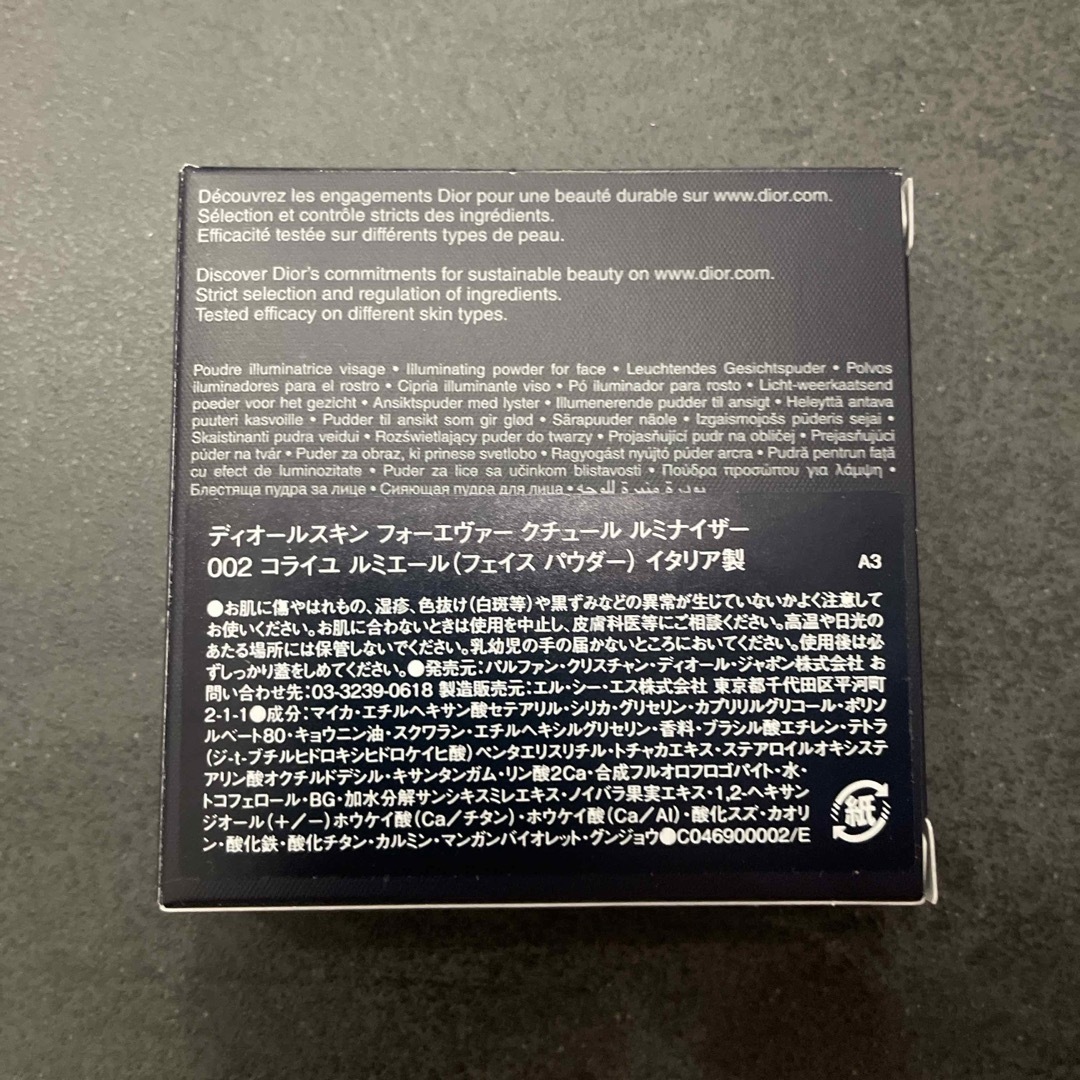 Découvrez les engagements Dior pour une beauté durable sur www.dior.com.
Sélection et contrôle stricts des ingrédients.
Efficacité testée sur différents types de peau.
Discover Dior's commitments for sustainable beauty on www.dior.com.
Strict selection and regulation of ingredients.
Tested efficacy on different skin types.
Poudre illuminatrice visage • Illuminating powder for face • Leuchtendes Gesichtspuder • Polvos
iluminadores para el rostro • Cipria illuminante viso • Pó iluminador para rosto • Licht-weerkaatsend
poeder voor het gezicht • Ansiktspuder med lyster • Illumenerende pudder til ansigt • Heleyttä antava
puuteri kasvoille • Pudder til ansikt som gir glød • Särapuuder näole • Izgaismojošs pūderis sejai •
Skaistinanti pudra veidui • Rozświetlający puder do twarzy • Projasňující pudr na obličej • Prejasňujúci
púder na tvár • Puder za obraz, ki prinese svetlobo • Ragyogást nyújtó púder arcra • Pudră pentrun față
cu efect de luminozitate • Puder za lice sa učinkom blistavosti • Πούδρα προσώπου για λάμψη •
Блестяща пудра за лице • Сияющая пудра для лица • بودرة منيرة للوجه
ディオールスキン フォーエヴァー クチュール ルミナイザー
002 コライユ ルミエール(フェイス パウダー) イタリア製 A3
●お肌に傷やはれもの、湿疹、色抜け(白斑等)や黒ずみなどの異常が生じていないかよく注意して
お使いください。お肌に合わないときは使用を中止し、皮膚科医等にご相談ください。高温や日光の
あたる場所には保管しないでください。乳幼児の手の届かないところにおいてください。使用後は必
ずしっかり蓋をしめてください。●発売元:パルファン・クリスチャン・ディオール・ジャポン株式会社 お
問い合わせ先:03-3239-0618 製造販売元:エル・シー・エス株式会社 東京都千代田区平河町
2-1-1●成分:マイカ・エチルヘキサン酸セテアリル・シリカ・グリセリン・カプリリルグリコール・ポリソ
ルベート80・キョウニン油・スクワラン・エチルヘキシルグリセリン・香料・ブラシル酸エチレン・テトラ
(ジ-t-ブチルヒドロキシヒドロケイヒ酸)ペンタエリスリチル・トチャカエキス・ステアロイルオキシステ
アリン酸オクチルドデシル・キサンタンガム・リン酸2Ca・合成フルオロフロゴパイト・水・
トコフェロール・BG・加水分解サンシキスミレエキス・ノイバラ果実エキス・1,2-ヘキサン
ジオール(+/-)ホウケイ酸(Ca/チタン)・ホウケイ酸(Ca/Al)・酸化スズ・カオリ
ン・酸化鉄・酸化チタン・カルミン・マンガンバイオレット・グンジョウ●C046900002/E
紙